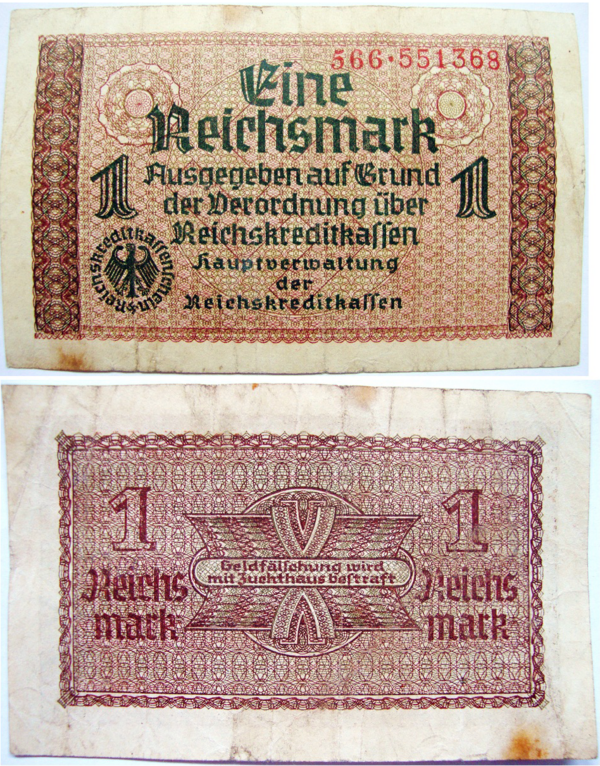 566·551368
Eine
Reichsmark
1 Ausgegeben auf Grund 1
der Verordnung über
Reichskreditkassen
Hauptverwaltung
der
Reichskreditkassen
Reichskreditkassenschein
1 1
Geldfälschung wird
mit Zuchthaus bestraft
Reichs Reichs
mark mark